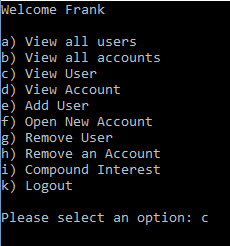 Welcome Frank
a) View all users
b) View all accounts
c) View User
d) View Account
e) Add User
f) Open New Account
g) Remove User
h) Remove an Account
i) Compound Interest
k) Logout
Please select an option: c